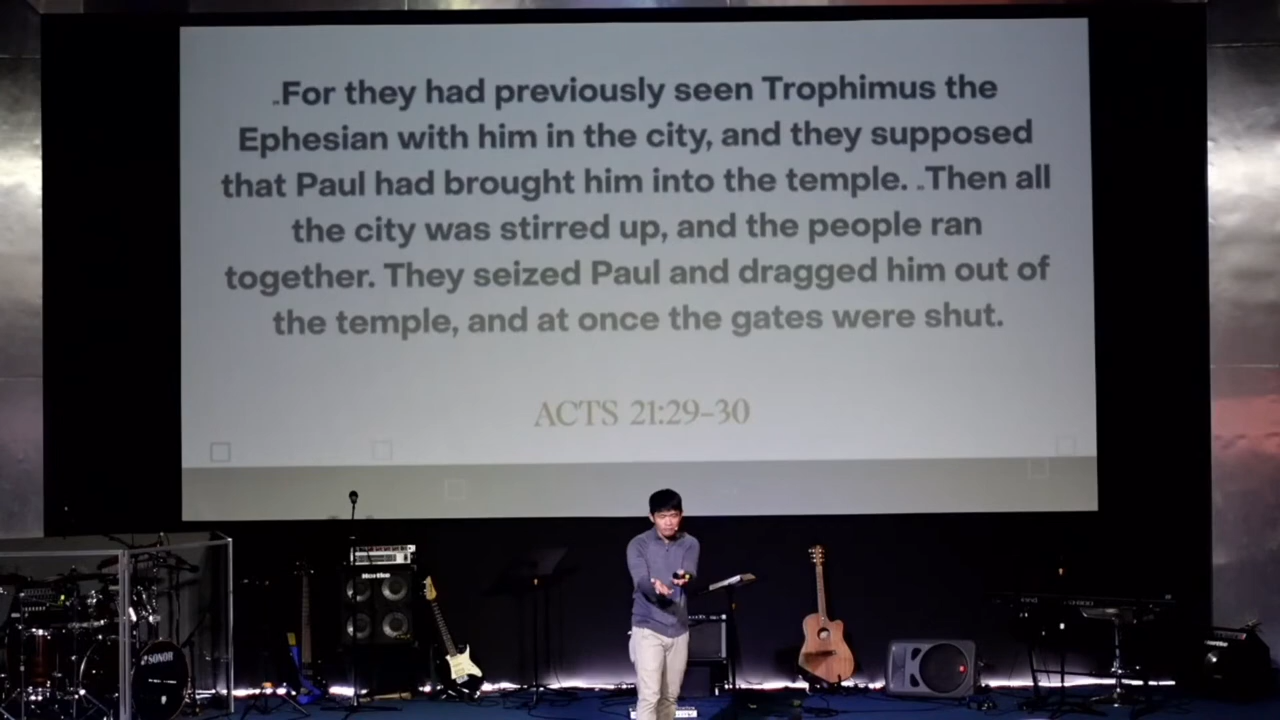 For they had previously seen Trophimus the
Ephesian with him in the city, and they supposed
that Paul had brought him into the temple. Then all
the city was stirred up, and the people ran
together. They seized Paul and dragged him out of
the temple, and at once the gates were shut.
ACTS 21:29-30
Hartke
SONOR